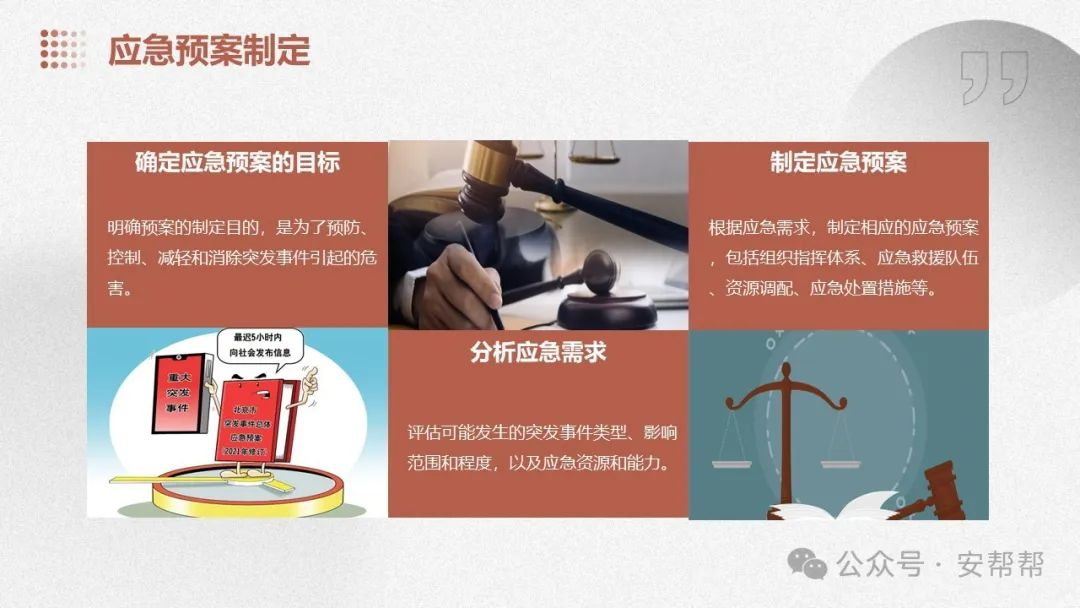 应急预案制定
确定应急预案的目标
明确预案的制定目的，是为了预防、
控制、减轻和消除突发事件引起的危
害。
制定应急预案
根据应急需求，制定相应的应急预案
，包括组织指挥体系、应急救援队伍
、资源调配、应急处置措施等。
最迟5小时内
向社会发布信息
重大
突发
事件
北京市
突发事件总体
应急预案
（2021年修订）
分析应急需求
评估可能发生的突发事件类型、影响
范围和程度，以及应急资源和能力。
公众号·安帮帮